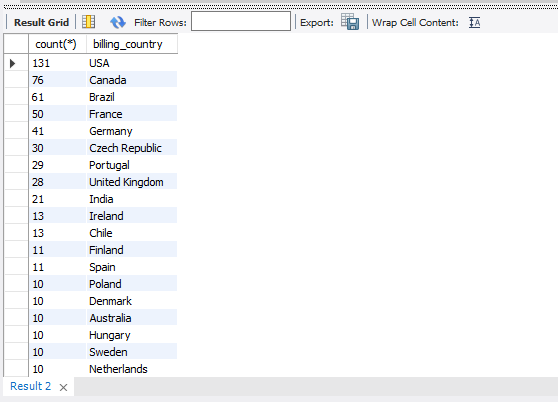 Result Grid Filter Rows: Export: Wrap Cell Content: IA
count(*) billing_country
131 USA
76 Canada
61 Brazil
50 France
41 Germany
30 Czech Republic
29 Portugal
28 United Kingdom
21 India
13 Ireland
13 Chile
11 Finland
11 Spain
10 Poland
10 Denmark
10 Australia
10 Hungary
10 Sweden
10 Netherlands
Result 2 ×